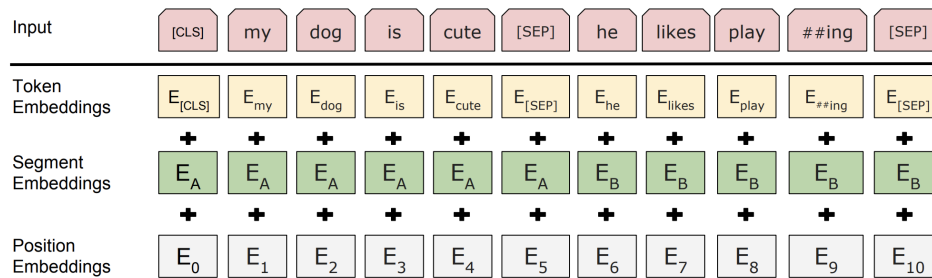 Input [CLS] my dog is cute [SEP] he likes play ##ing [SEP]
Token Embeddings E[CLS] Emy Edog Eis Ecute E[SEP] Ehe Elikes Eplay E##ing E[SEP]
+ + + + + + + + + + +
Segment Embeddings EA EA EA EA EA EA EB EB EB EB EB
+ + + + + + + + + + +
Position Embeddings E0 E1 E2 E3 E4 E5 E6 E7 E8 E9 E10